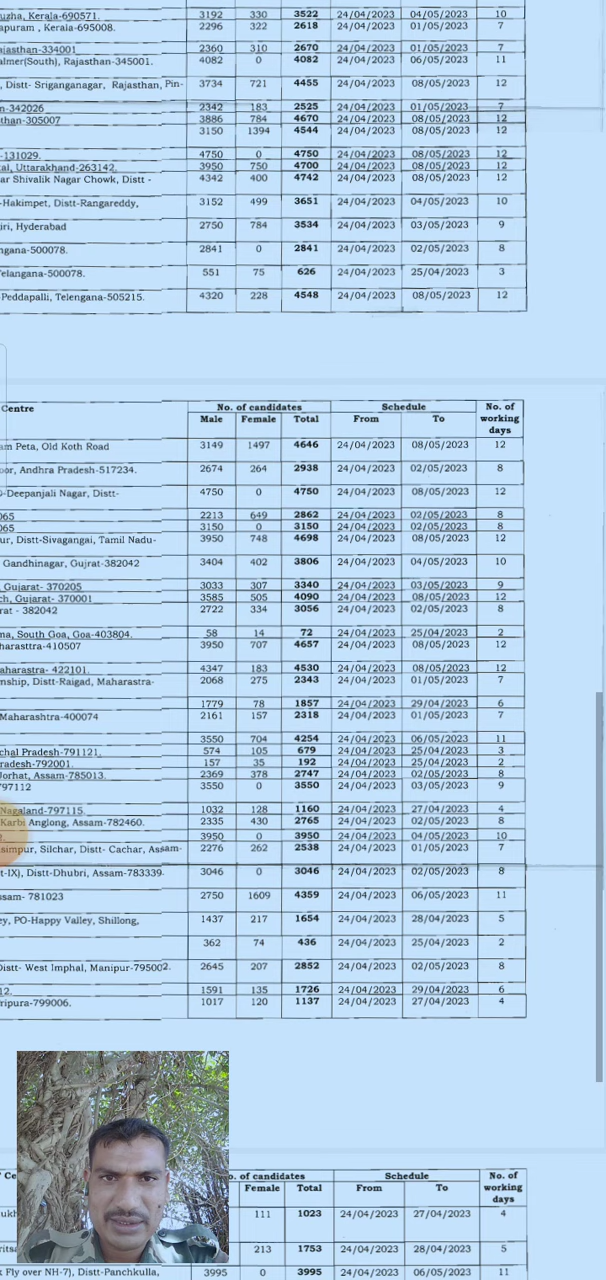 uzha, Kerala-690571. 3192 330 3522 24/04/2023 04/05/2023 10
apuram , Kerala-695008. 2296 322 2618 24/04/2023 01/05/2023 7
ajasthan-334001 2360 310 2670 24/04/2023 01/05/2023 7
almer(South), Rajasthan-345001. 4082 0 4082 24/04/2023 06/05/2023 11
, Distt- Sriganganagar, Rajasthan, Pin- 3734 721 4455 24/04/2023 08/05/2023 12
n-342026 2342 183 2525 24/04/2023 01/05/2023 7
sthan-305007 3886 784 4670 24/04/2023 08/05/2023 12
3150 1394 4544 24/04/2023 08/05/2023 12
-131029. 4750 0 4750 24/04/2023 08/05/2023 12
tal, Uttarakhand-263142. 3950 750 4700 24/04/2023 08/05/2023 12
ar Shivalik Nagar Chowk, Distt - 4342 400 4742 24/04/2023 08/05/2023 12
-Hakimpet, Distt-Rangareddy, 3152 499 3651 24/04/2023 04/05/2023 10
iri, Hyderabad 2750 784 3534 24/04/2023 03/05/2023 9
ngana-500078. 2841 0 2841 24/04/2023 02/05/2023 8
Telangana-500078. 551 75 626 24/04/2023 25/04/2023 3
Peddapalli, Telengana-505215. 4320 228 4548 24/04/2023 08/05/2023 12
Centre No. of candidates Schedule No. of working days
Male Female Total From To
am Peta, Old Koth Road 3149 1497 4646 24/04/2023 08/05/2023 12
oor, Andhra Pradesh-517234. 2674 264 2938 24/04/2023 02/05/2023 8
-Deepanjali Nagar, Distt- 4750 0 4750 24/04/2023 08/05/2023 12
065 2213 649 2862 24/04/2023 02/05/2023 8
065 3150 0 3150 24/04/2023 02/05/2023 8
ur, Distt-Sivagangai, Tamil Nadu- 3950 748 4698 24/04/2023 08/05/2023 12
Gandhinagar, Gujrat-382042 3404 402 3806 24/04/2023 04/05/2023 10
, Gujarat- 370205 3033 307 3340 24/04/2023 03/05/2023 9
ch, Gujarat- 370001 3585 505 4090 24/04/2023 08/05/2023 12
rat - 382042 2722 334 3056 24/04/2023 02/05/2023 8
ma, South Goa, Goa-403804. 58 14 72 24/04/2023 25/04/2023 2
harasttra-410507 3950 707 4657 24/04/2023 08/05/2023 12
aharastra- 422101. 4347 183 4530 24/04/2023 08/05/2023 12
nship, Distt-Raigad, Maharastra- 2068 275 2343 24/04/2023 01/05/2023 7
1779 78 1857 24/04/2023 29/04/2023 6
Maharashtra-400074 2161 157 2318 24/04/2023 01/05/2023 7
3550 704 4254 24/04/2023 06/05/2023 11
chal Pradesh-791121. 574 105 679 24/04/2023 25/04/2023 3
radesh-792001. 157 35 192 24/04/2023 25/04/2023 2
Jorhat, Assam-785013. 2369 378 2747 24/04/2023 02/05/2023 8
797112 3550 0 3550 24/04/2023 03/05/2023 9
Nagaland-797115. 1032 128 1160 24/04/2023 27/04/2023 4
Karbi Anglong, Assam-782460. 2335 430 2765 24/04/2023 02/05/2023 8
3950 0 3950 24/04/2023 04/05/2023 10
simpur, Silchar, Distt- Cachar, Assam- 2276 262 2538 24/04/2023 01/05/2023 7
t-IX), Distt-Dhubri, Assam-783339. 3046 0 3046 24/04/2023 02/05/2023 8
ssam- 781023 2750 1609 4359 24/04/2023 06/05/2023 11
ey, PO-Happy Valley, Shillong, 1437 217 1654 24/04/2023 28/04/2023 5
362 74 436 24/04/2023 25/04/2023 2
Distt- West Imphal, Manipur-795002. 2645 207 2852 24/04/2023 02/05/2023 8
12. 1591 135 1726 24/04/2023 29/04/2023 6
ripura-799006. 1017 120 1137 24/04/2023 27/04/2023 4
Ce o. of candidates Schedule No. of working days
Female Total From To
ukh 111 1023 24/04/2023 27/04/2023 4
rits 213 1753 24/04/2023 28/04/2023 5
k Fly over NH-7), Distt-Panchkulla, 3995 0 3995 24/04/2023 06/05/2023 11